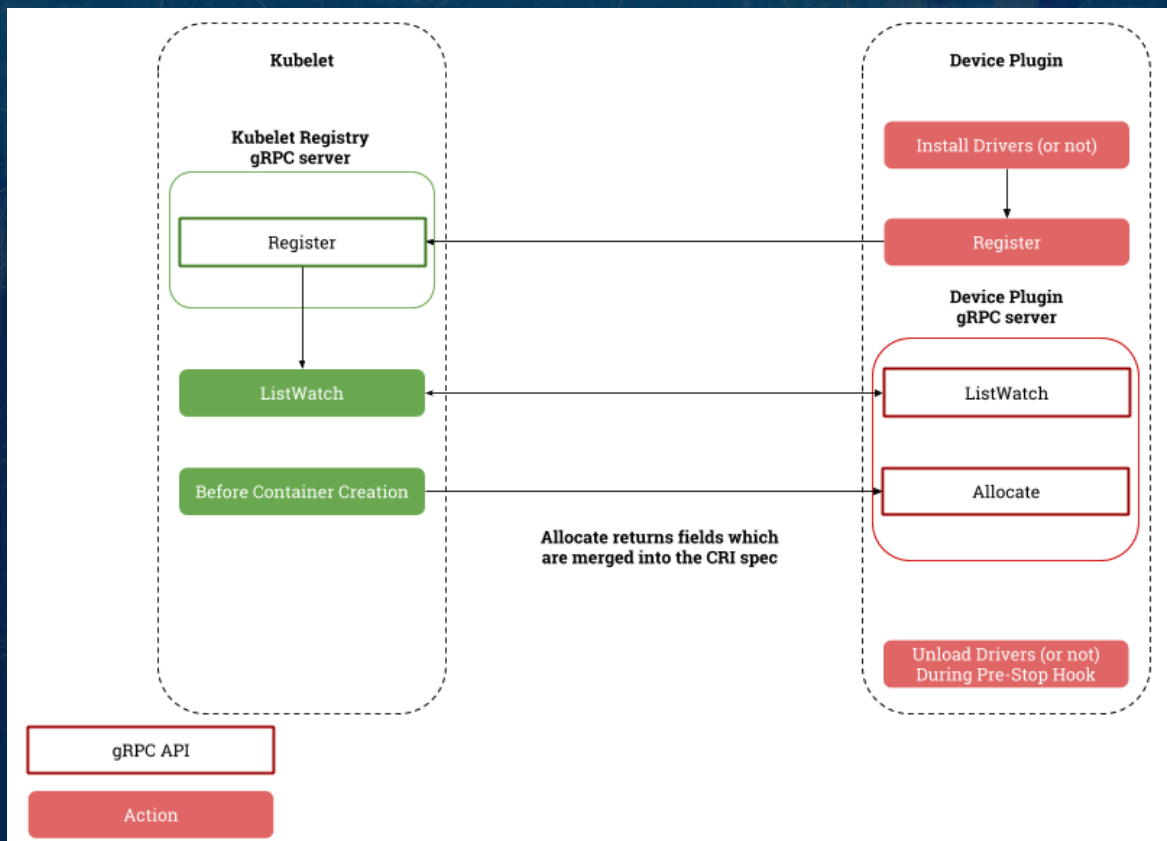 Kubelet
Device Plugin
Kubelet Registry
gRPC server
Install Drivers (or not)
Register
Register
Device Plugin
gRPC server
ListWatch
ListWatch
Before Container Creation
Allocate
Allocate returns fields which
are merged into the CRI spec
Unload Drivers (or not)
During Pre-Stop Hook
gRPC API
Action